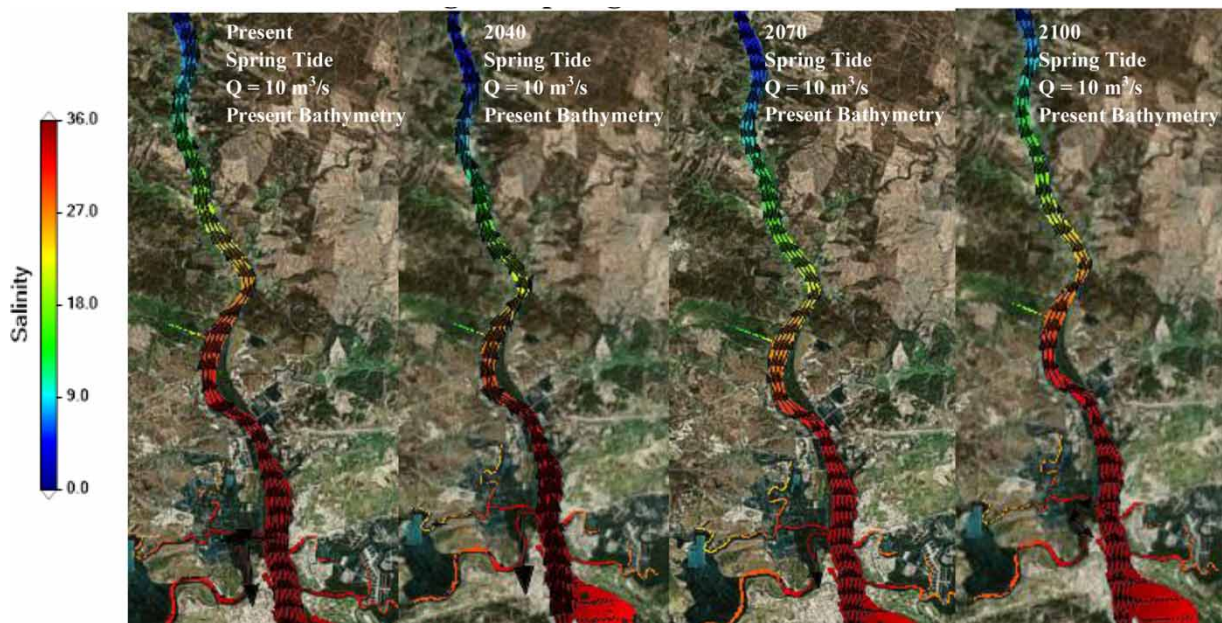 Present
Spring Tide
Q = 10 m³/s
Present Bathymetry
2040
Spring Tide
Q = 10 m³/s
Present Bathymetry
2070
Spring Tide
Q = 10 m³/s
Present Bathymetry
2100
Spring Tide
Q = 10 m³/s
Present Bathymetry
Salinity
36.0
27.0
18.0
9.0
0.0